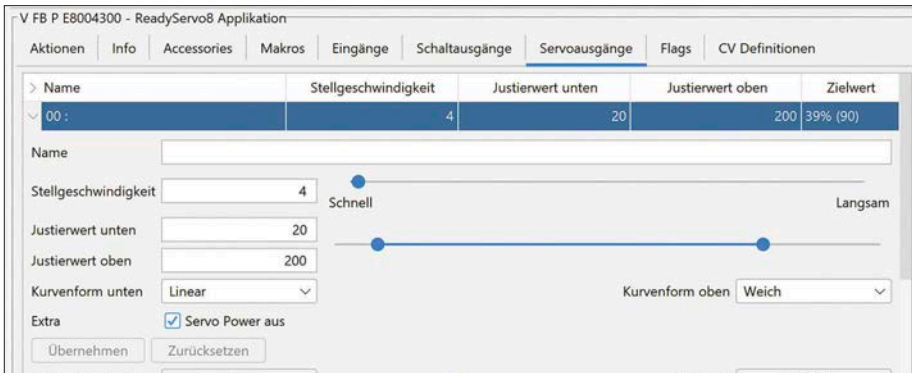 V FB P E8004300 - ReadyServo8 Applikation
Aktionen Info Accessories Makros Eingänge Schaltausgänge Servoausgänge Flags CV Definitionen
Name Stellgeschwindigkeit Justierwert unten Justierwert oben Zielwert
00 : 4 20 200 39% (90)
Name
Stellgeschwindigkeit 4
Schnell Langsam
Justierwert unten 20
Justierwert oben 200
Kurvenform unten Linear Kurvenform oben Weich
Extra Servo Power aus
Übernehmen Zurücksetzen